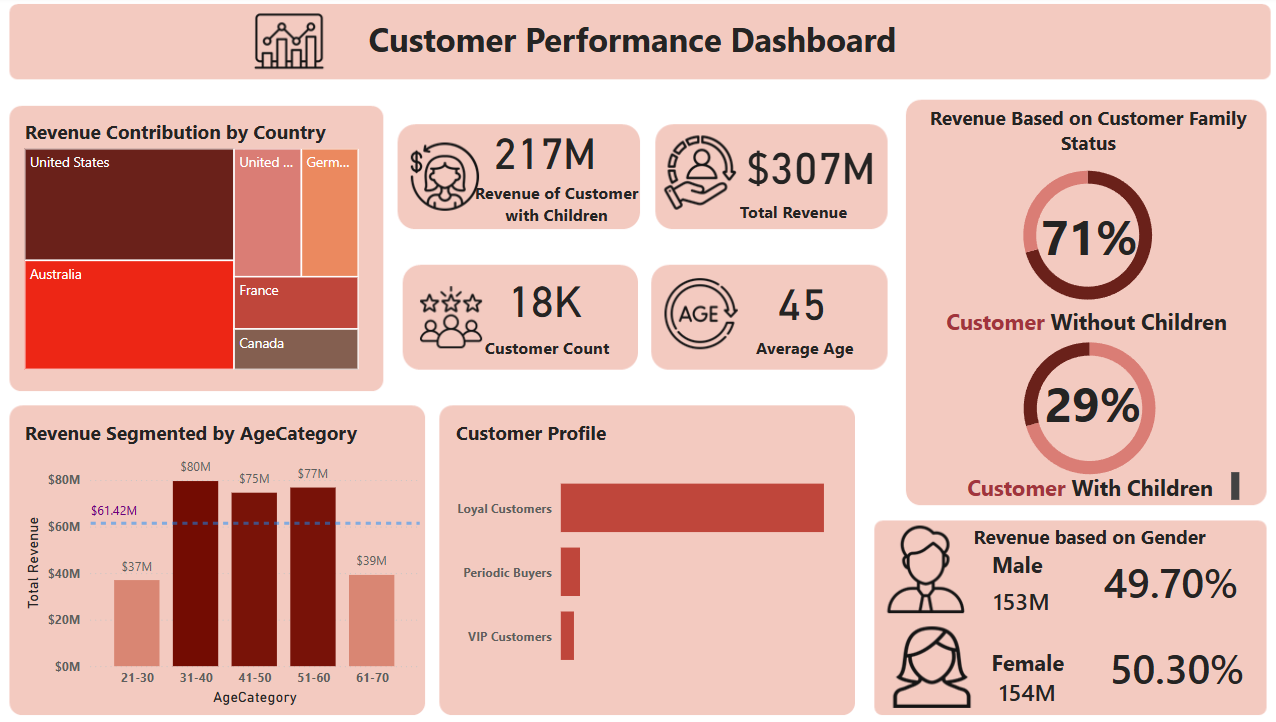 Customer Performance Dashboard
Revenue Contribution by Country
United States
United ...
Germ...
Australia
France
Canada
217M
Revenue of Customer
with Children
$307M
Total Revenue
18K
Customer Count
AGE
45
Average Age
Revenue Based on Customer Family
Status
71%
Customer Without Children
29%
Customer With Children
Revenue Segmented by AgeCategory
Total Revenue
$80M
$60M
$40M
$20M
$0M
$61.42M
$37M
$80M
$75M
$77M
$39M
21-30
31-40
41-50
51-60
61-70
AgeCategory
Customer Profile
Loyal Customers
Periodic Buyers
VIP Customers
Revenue based on Gender
Male
153M
49.70%
Female
154M
50.30%